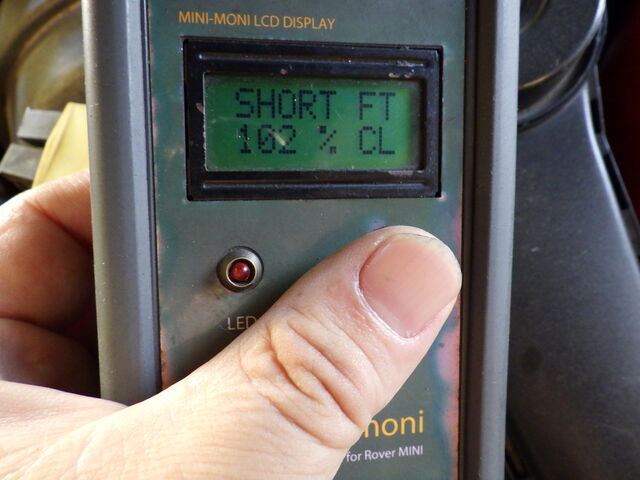 MINI-MONI LCD DISPLAY
SHORT FT
102 % CL
LED
moni
for Rover MINI